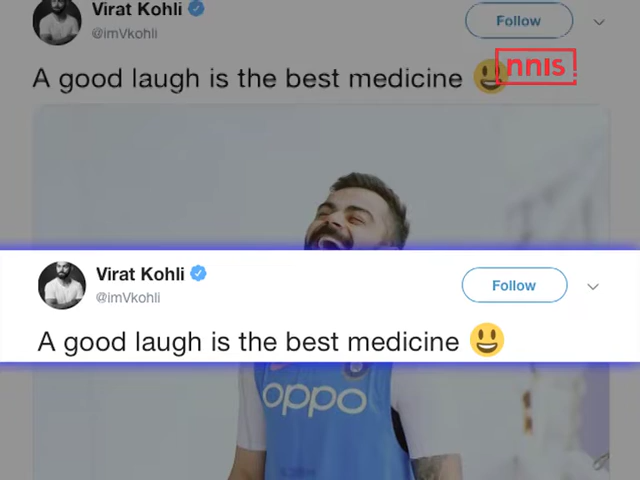 Virat Kohli
@imVkohli
Follow
A good laugh is the best medicine 😃
nnis
Virat Kohli
@imVkohli
Follow
A good laugh is the best medicine 😃
oppo